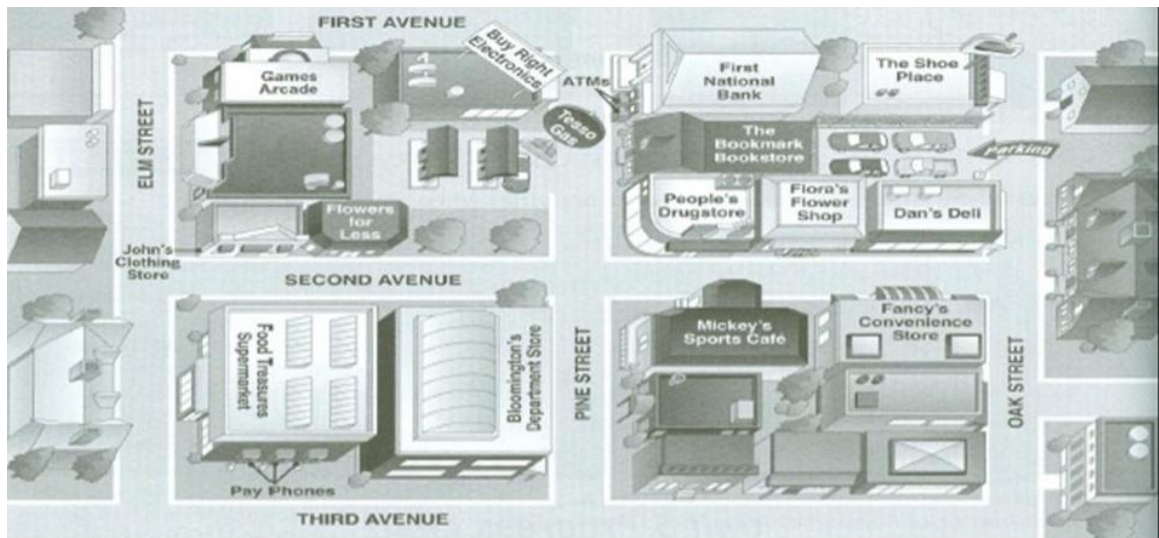 FIRST AVENUE
Buy Right
Electronics
Games
Arcade
ATMs
First
National
Bank
The Shoe
Place
ELM STREET
Tesso
Gas
The
Bookmark
Bookstore
Parking
Flowers
for
Less
People's
Drugstore
Flora's
Flower
Shop
Dan's Deli
John's
Clothing
Store
SECOND AVENUE
Food Treasures
Supermarket
Bloomington's
Department Store
PINE STREET
Mickey's
Sports Café
Fancy's
Convenience
Store
OAK STREET
Pay Phones
THIRD AVENUE